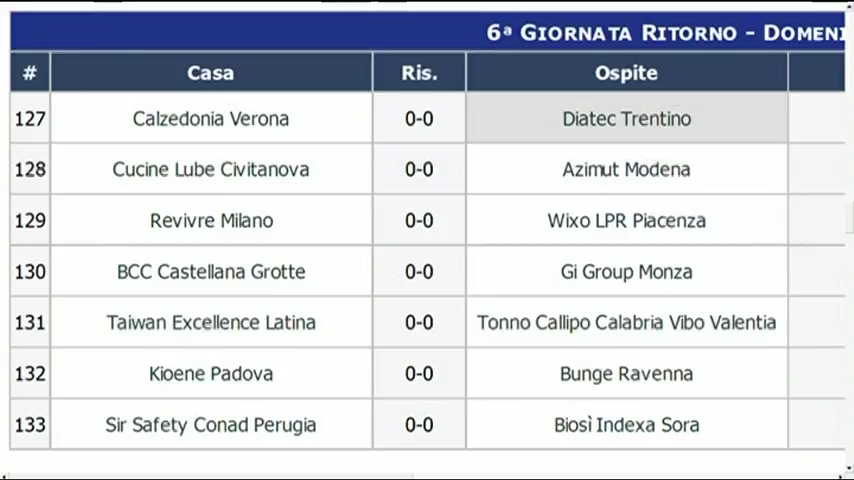 6ª GIORNATA RITORNO - DOMENI
# Casa Ris. Ospite
127 Calzedonia Verona 0-0 Diatec Trentino
128 Cucine Lube Civitanova 0-0 Azimut Modena
129 Revivre Milano 0-0 Wixo LPR Piacenza
130 BCC Castellana Grotte 0-0 Gi Group Monza
131 Taiwan Excellence Latina 0-0 Tonno Callipo Calabria Vibo Valentia
132 Kioene Padova 0-0 Bunge Ravenna
133 Sir Safety Conad Perugia 0-0 Biosì Indexa Sora